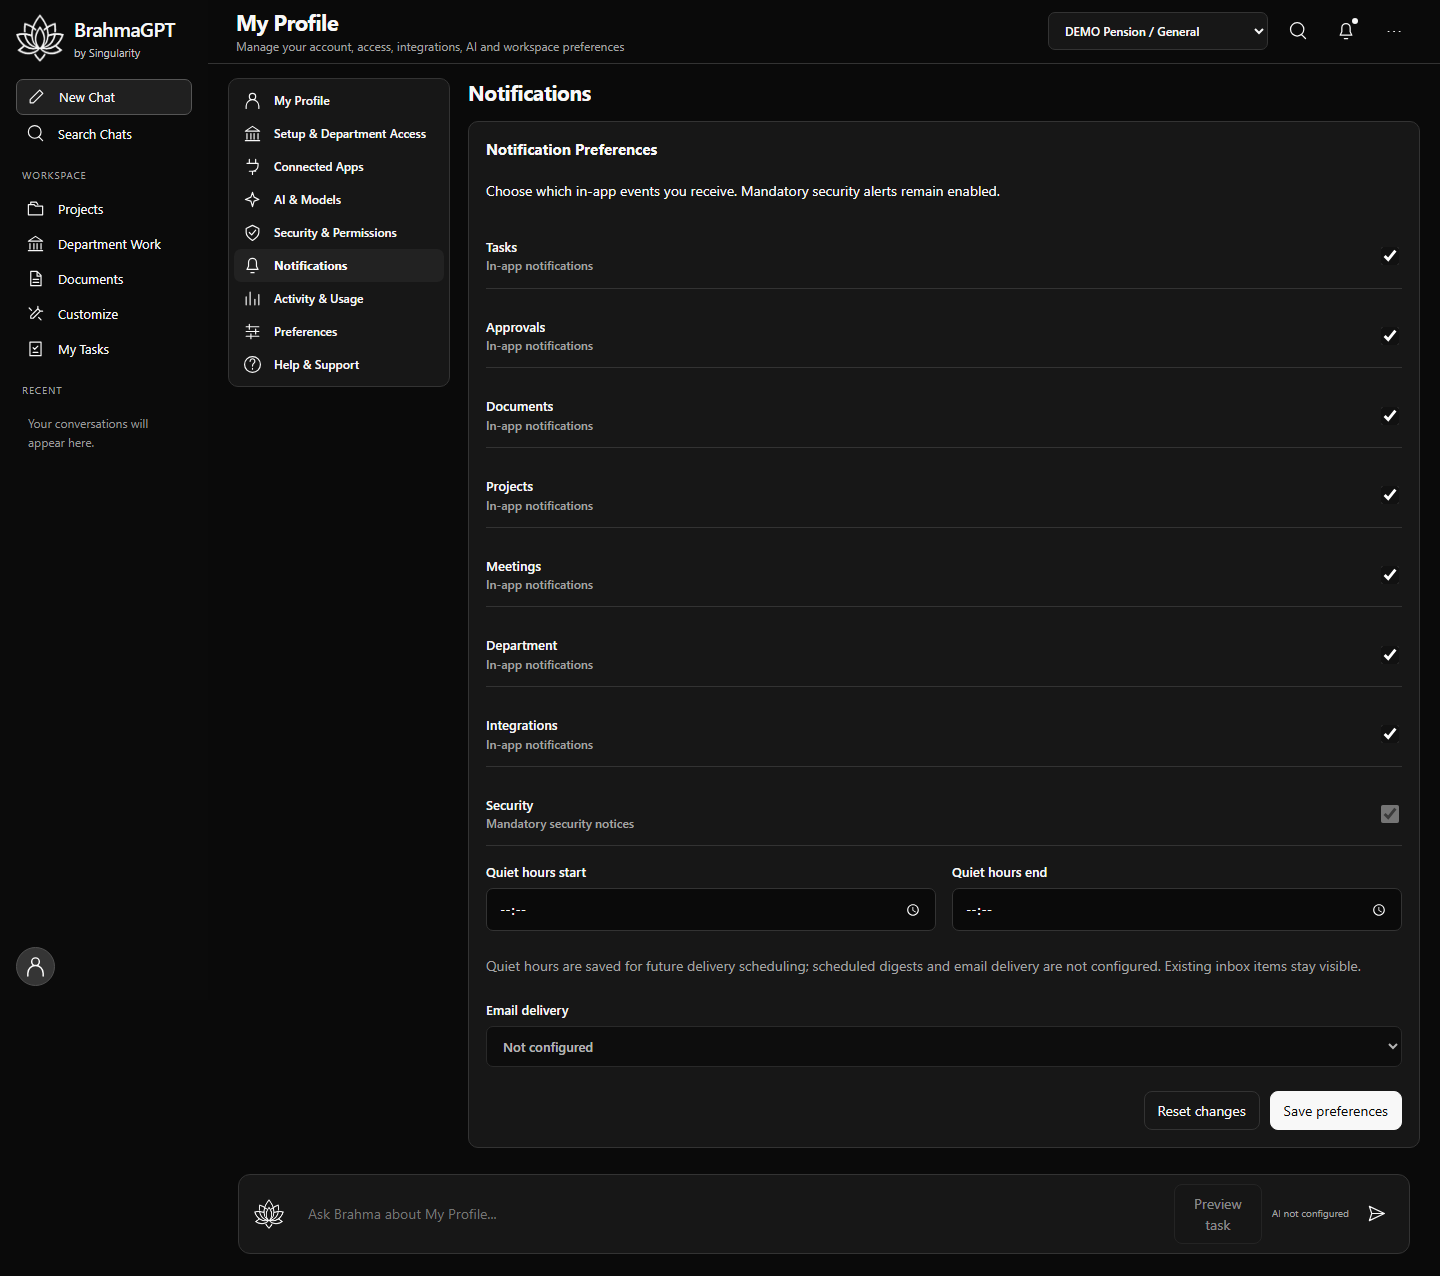 BrahmaGPT
by Singularity
New Chat
Search Chats
WORKSPACE
Projects
Department Work
Documents
Customize
My Tasks
RECENT
Your conversations will
appear here.
My Profile
Manage your account, access, integrations, AI and workspace preferences
DEMO Pension / General
...
My Profile
Setup & Department Access
Connected Apps
AI & Models
Security & Permissions
Notifications
Activity & Usage
Preferences
Help & Support
Notifications
Notification Preferences
Choose which in-app events you receive. Mandatory security alerts remain enabled.
Tasks
In-app notifications
Approvals
In-app notifications
Documents
In-app notifications
Projects
In-app notifications
Meetings
In-app notifications
Department
In-app notifications
Integrations
In-app notifications
Security
Mandatory security notices
Quiet hours start
--:--
Quiet hours end
--:--
Quiet hours are saved for future delivery scheduling; scheduled digests and email delivery are not configured. Existing inbox items stay visible.
Email delivery
Not configured
Reset changes
Save preferences
Ask Brahma about My Profile...
Preview
task
AI not configured